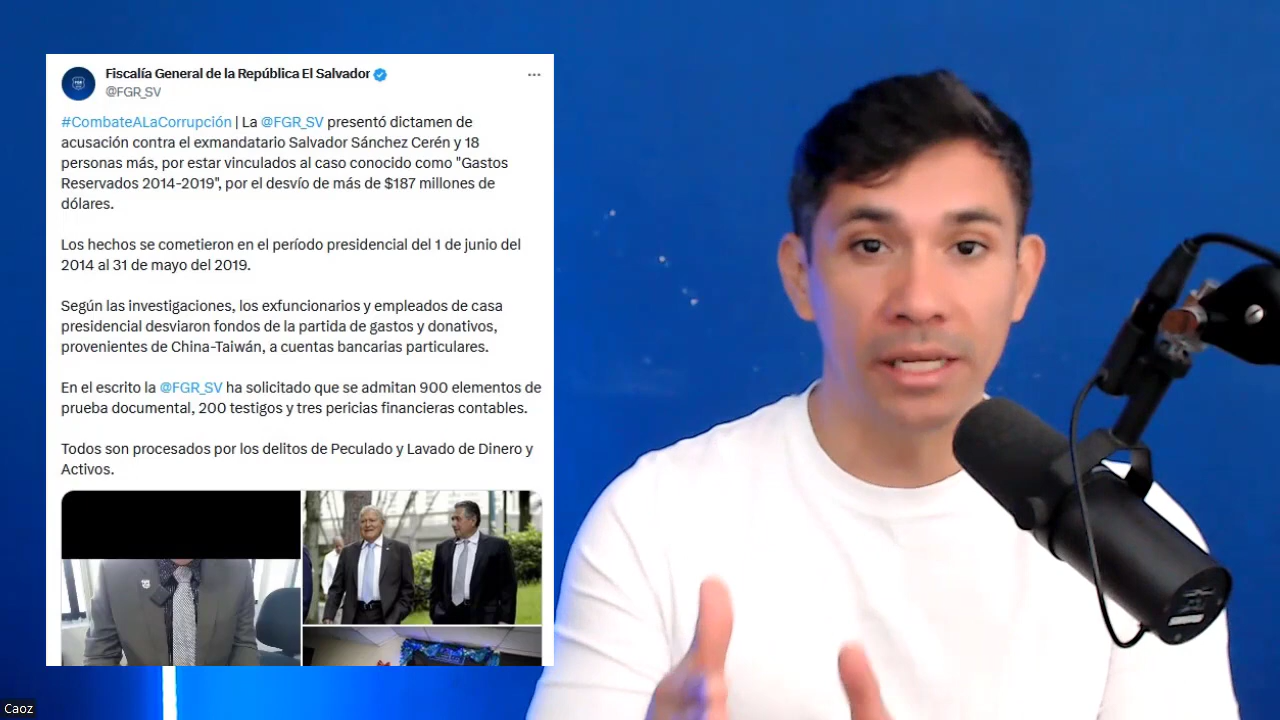 Fiscalía General de la República El Salvador
@FGR_SV
#CombateALaCorrupción | La @FGR_SV presentó dictamen de
acusación contra el exmandatario Salvador Sánchez Cerén y 18
personas más, por estar vinculados al caso conocido como "Gastos
Reservados 2014-2019", por el desvío de más de $187 millones de
dólares.
Los hechos se cometieron en el período presidencial del 1 de junio del
2014 al 31 de mayo del 2019.
Según las investigaciones, los exfuncionarios y empleados de casa
presidencial desviaron fondos de la partida de gastos y donativos,
provenientes de China-Taiwán, a cuentas bancarias particulares.
En el escrito la @FGR_SV ha solicitado que se admitan 900 elementos de
prueba documental, 200 testigos y tres pericias financieras contables.
Todos son procesados por los delitos de Peculado y Lavado de Dinero y
Activos.
Caoz